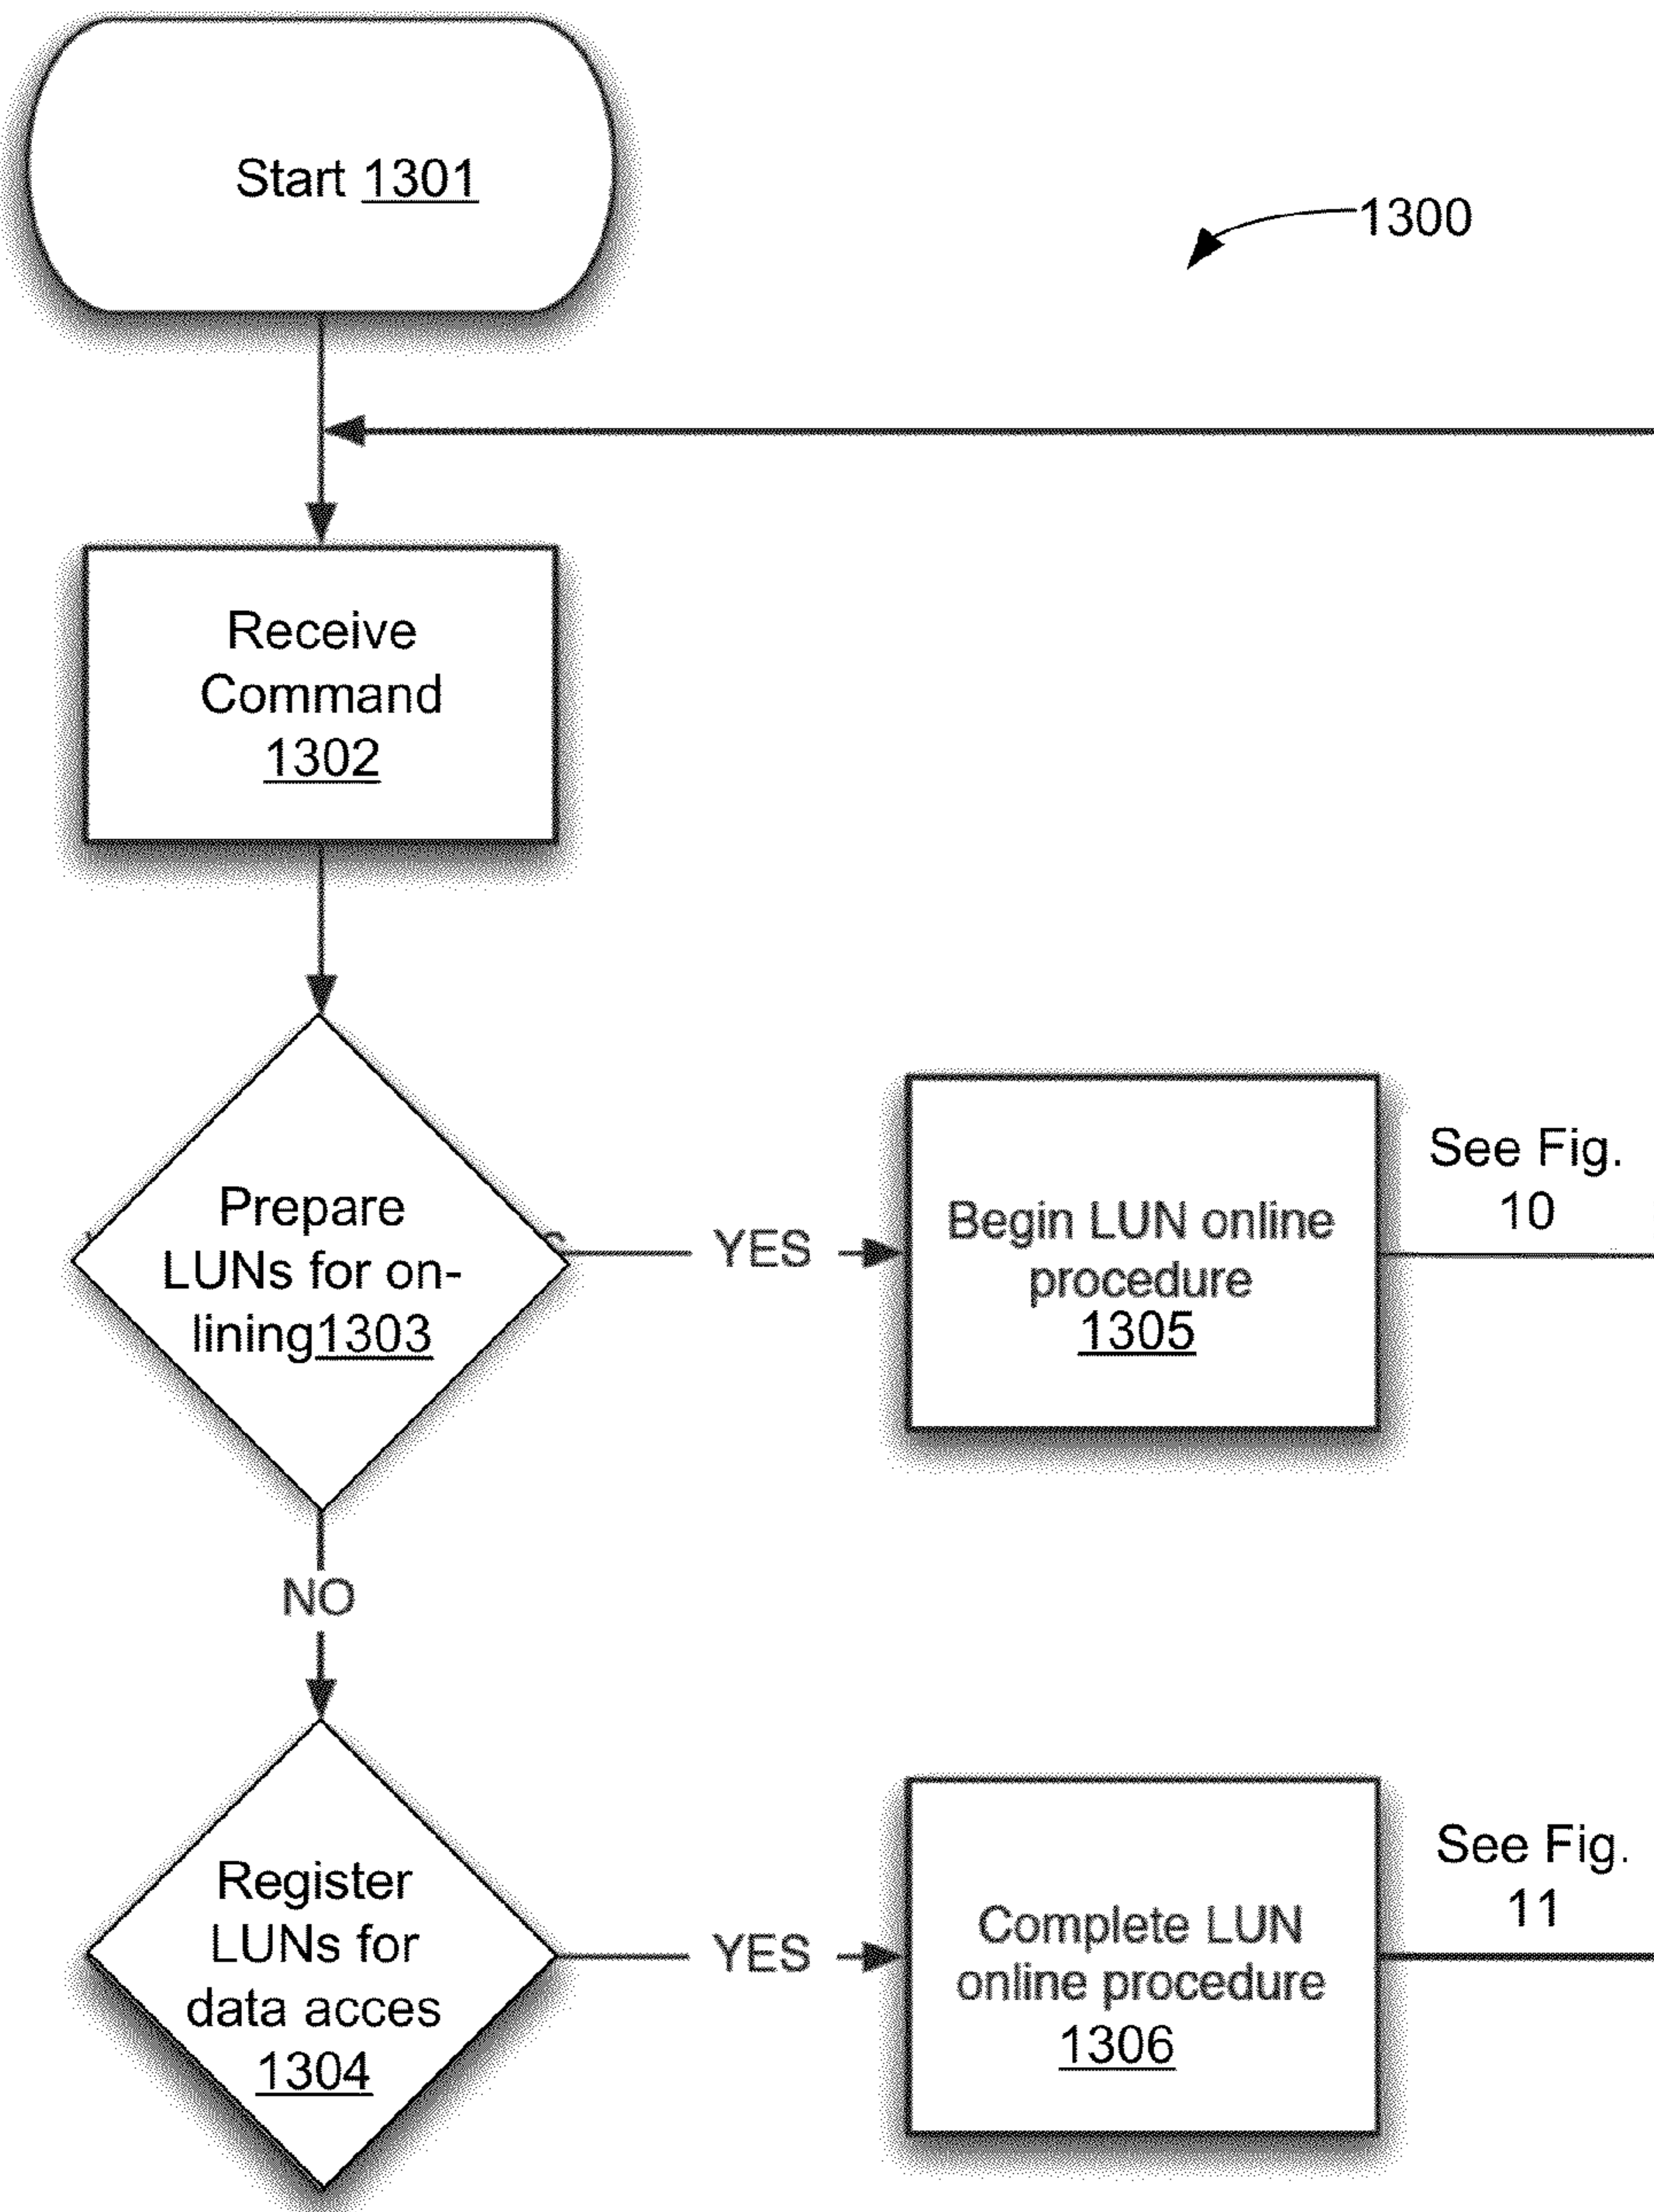 Start 1301
1300
Receive
Command
1302
Prepare
LUNs for on-
lining1303
YES
Begin LUN online
procedure
1305
See Fig.
10
NO
Register
LUNs for
data acces
1304
YES
Complete LUN
online procedure
1306
See Fig.
11